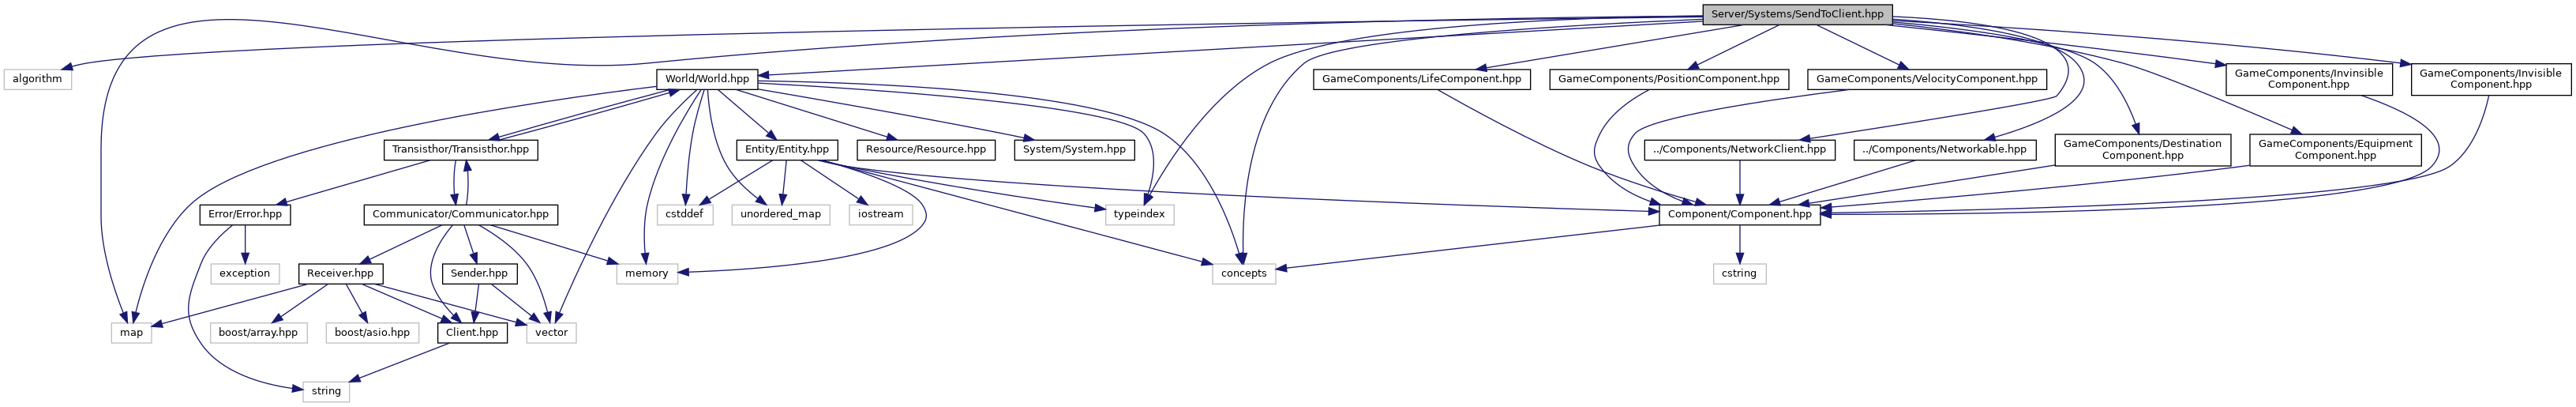 Server/Systems/SendToClient.hpp
algorithm
World/World.hpp
GameComponents/LifeComponent.hpp
GameComponents/PositionComponent.hpp
GameComponents/VelocityComponent.hpp
GameComponents/Invinsible
Component.hpp
GameComponents/Invisible
Component.hpp
Transisthor/Transisthor.hpp
Entity/Entity.hpp
Resource/Resource.hpp
System/System.hpp
../Components/NetworkClient.hpp
../Components/Networkable.hpp
GameComponents/Destination
Component.hpp
GameComponents/Equipment
Component.hpp
Error/Error.hpp
Communicator/Communicator.hpp
cstddef
unordered_map
iostream
typeindex
Component/Component.hpp
exception
Receiver.hpp
Sender.hpp
memory
concepts
cstring
map
boost/array.hpp
boost/asio.hpp
Client.hpp
vector
string